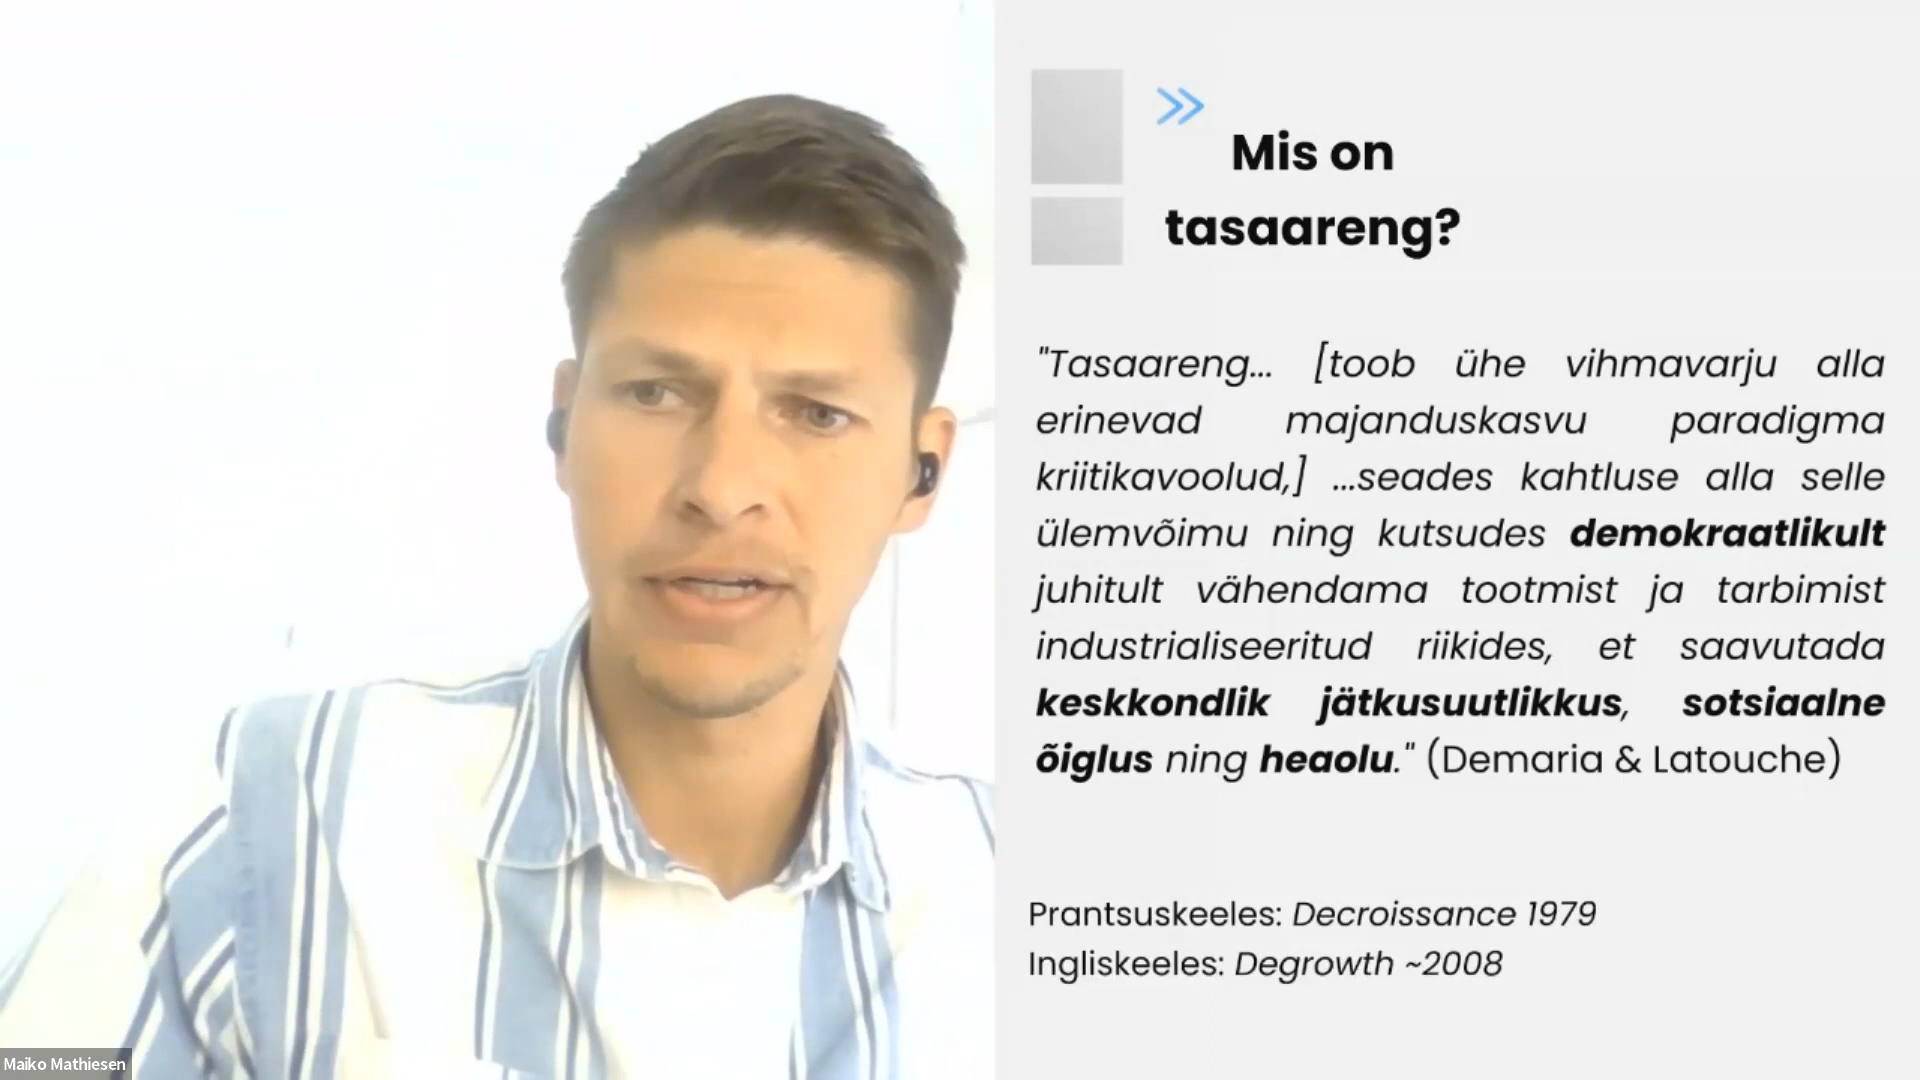 Mis on
tasaareng?
"Tasaareng... [toob ühe vihmavarju alla
erinevad majanduskasvu paradigma
kriitikavoolud,] ...seades kahtluse alla selle
ülemvõimu ning kutsudes demokraatlikult
juhitult vähendama tootmist ja tarbimist
industrialiseeritud riikides, et saavutada
keskkondlik jätkusuutlikkus, sotsiaalne
õiglus ning heaolu." (Demaria & Latouche)
Prantsuskeeles: Decroissance 1979
Ingliskeeles: Degrowth ~2008
Maiko Mathiesen